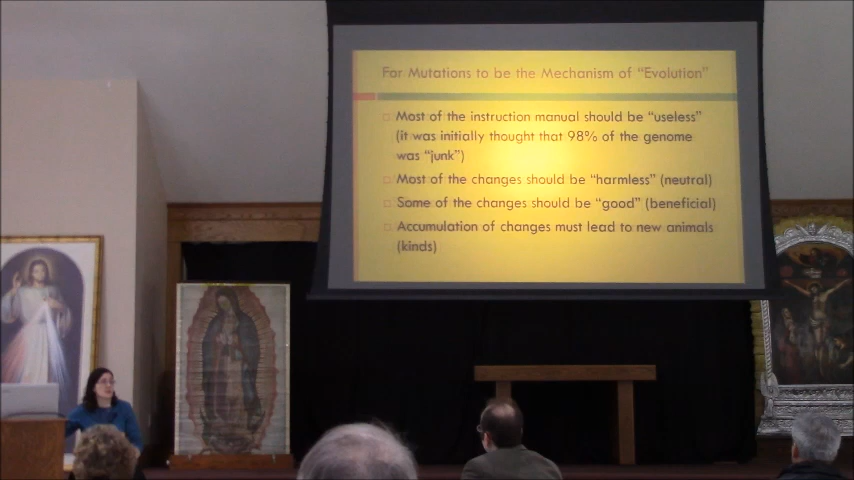 For Mutations to be the Mechanism of "Evolution"
Most of the instruction manual should be "useless"
(it was initially thought that 98% of the genome
was "junk")
Most of the changes should be "harmless" (neutral)
Some of the changes should be "good" (beneficial)
Accumulation of changes must lead to new animals
(kinds)